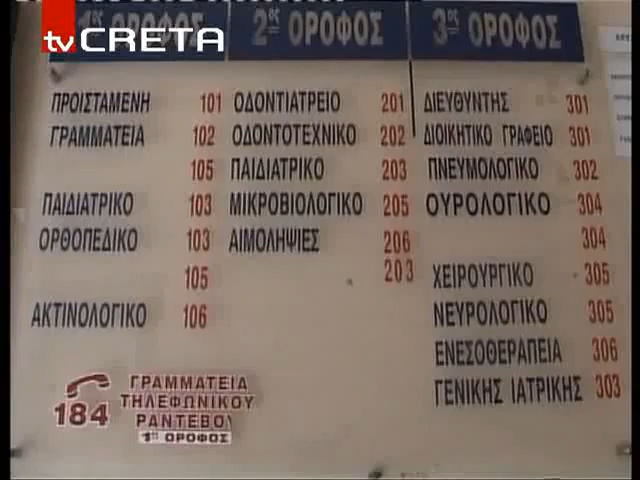 tvCRETA
1ος ΟΡΟΦΟΣ
ΠΡΟΙΣΤΑΜΕΝΗ 101
ΓΡΑΜΜΑΤΕΙΑ 102
105
ΠΑΙΔΙΑΤΡΙΚΟ 103
ΟΡΘΟΠΕΔΙΚΟ 103
105
ΑΚΤΙΝΟΛΟΓΙΚΟ 106
184
ΓΡΑΜΜΑΤΕΙΑ
ΤΗΛΕΦΩΝΙΚΟΥ
ΡΑΝΤΕΒΟΥ
1ος ΟΡΟΦΟΣ
2ος ΟΡΟΦΟΣ
ΟΔΟΝΤΙΑΤΡΕΙΟ 201
ΟΔΟΝΤΟΤΕΧΝΙΚΟ 202
ΠΑΙΔΙΑΤΡΙΚΟ 203
ΜΙΚΡΟΒΙΟΛΟΓΙΚΟ 205
ΑΙΜΟΛΗΨΙΕΣ 206
203
3ος ΟΡΟΦΟΣ
ΔΙΕΥΘΥΝΤΗΣ 301
ΔΙΟΙΚΗΤΙΚΟ ΓΡΑΦΕΙΟ 301
ΠΝΕΥΜΟΛΟΓΙΚΟ 302
ΟΥΡΟΛΟΓΙΚΟ 304
304
ΧΕΙΡΟΥΡΓΙΚΟ 305
ΝΕΥΡΟΛΟΓΙΚΟ 305
ΕΝΕΣΟΘΕΡΑΠΕΙΑ 306
ΓΕΝΙΚΗΣ ΙΑΤΡΙΚΗΣ 303